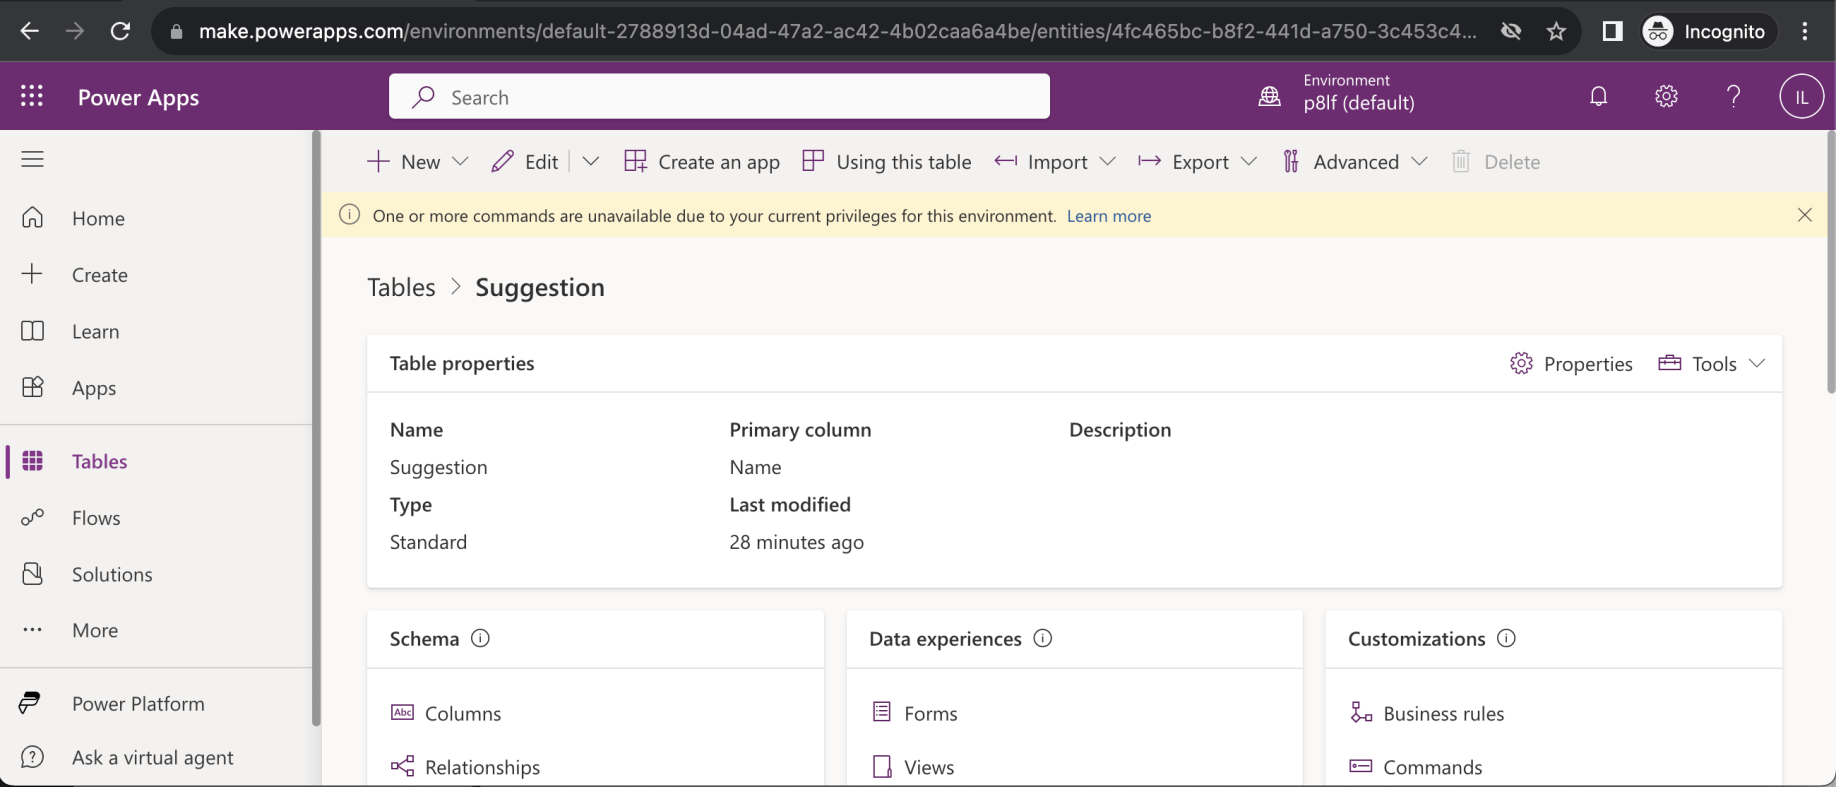 make.powerapps.com/environments/default-2788913d-04ad-47a2-ac42-4b02caa6a4be/entities/4fc465bc-b8f2-441d-a750-3c453c4...
Incognito
Power Apps
Search
Environment
p8lf (default)
IL
New
Edit
Create an app
Using this table
Import
Export
Advanced
Delete
One or more commands are unavailable due to your current privileges for this environment. Learn more
Home
Create
Learn
Apps
Tables
Flows
Solutions
More
Power Platform
Ask a virtual agent
Tables > Suggestion
Table properties
Properties
Tools
Name
Primary column
Description
Suggestion
Name
Type
Last modified
Standard
28 minutes ago
Schema
Data experiences
Customizations
Abc Columns
Forms
Business rules
Relationships
Views
Commands